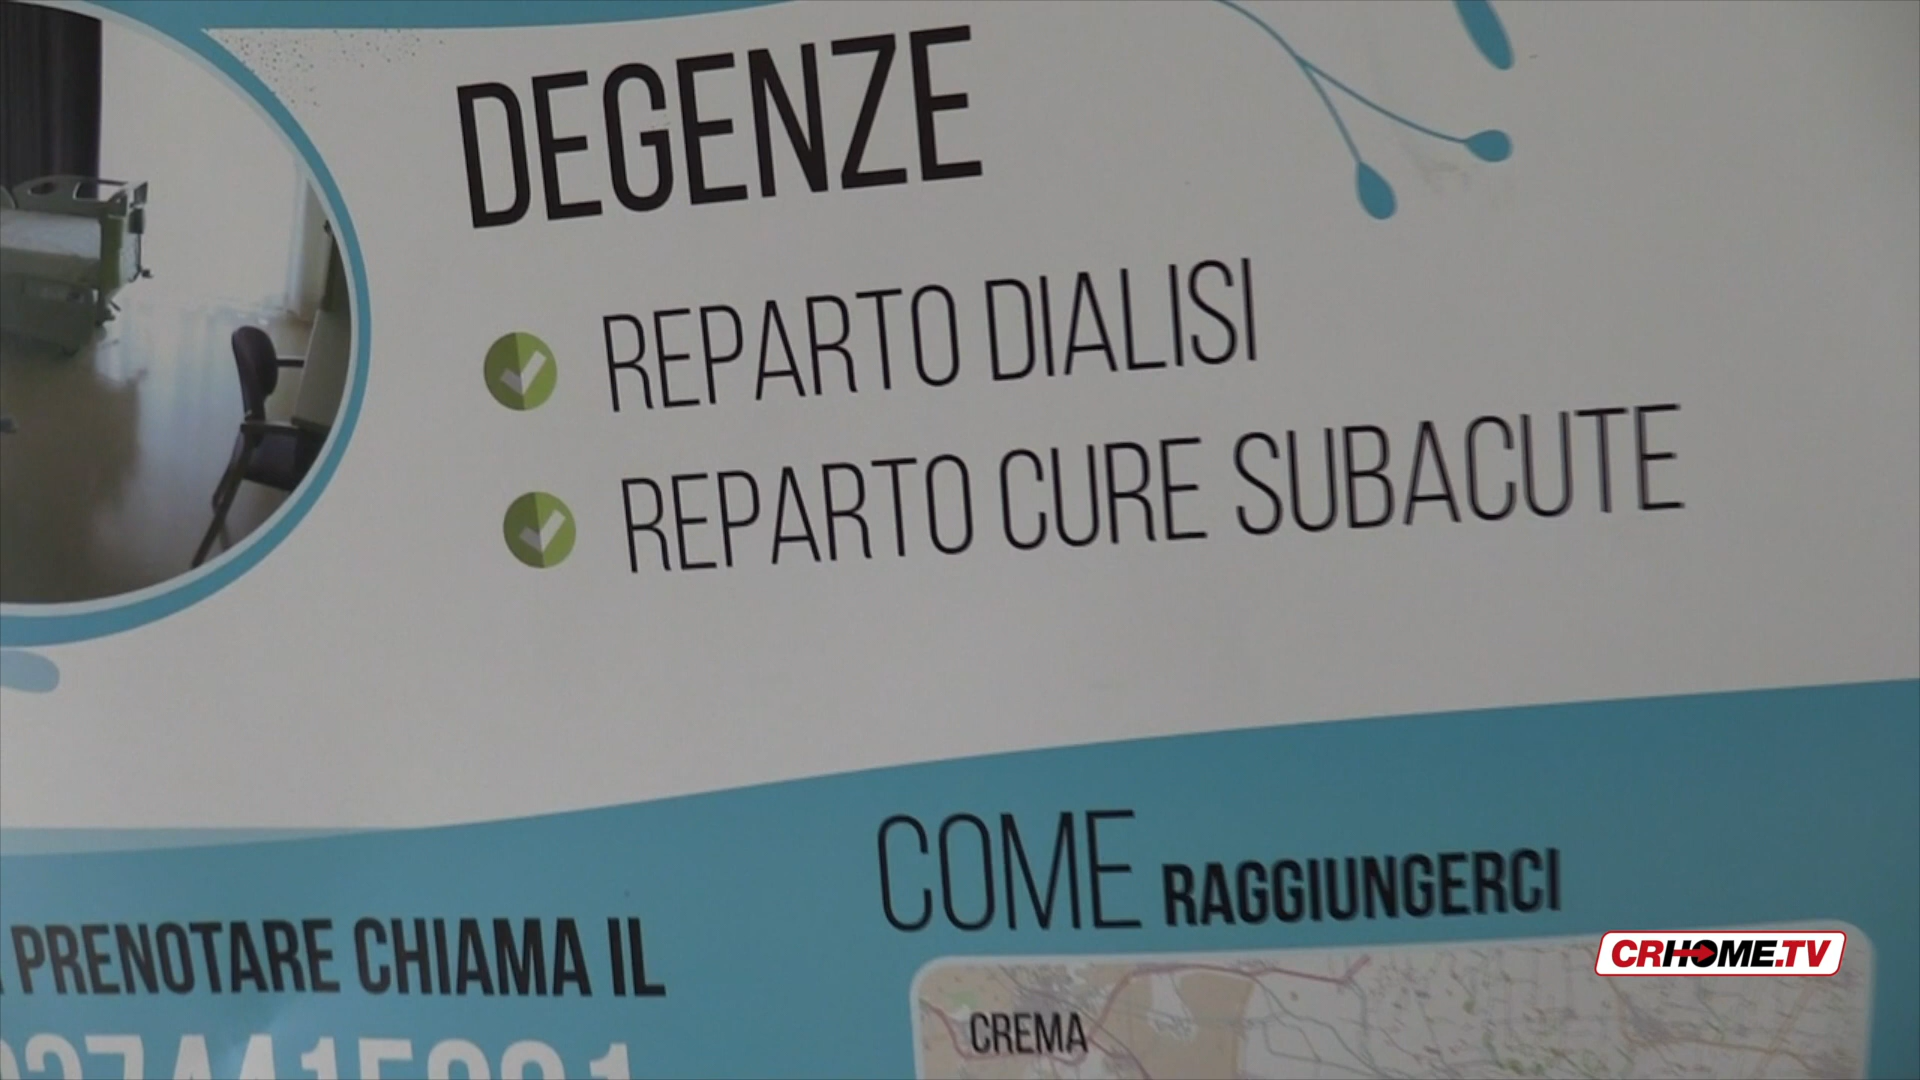 DEGENZE
REPARTO DIALISI
REPARTO CURE SUBACUTE
PRENOTARE CHIAMA IL
COME RAGGIUNGERCI
CREMA
CRHOME.TV